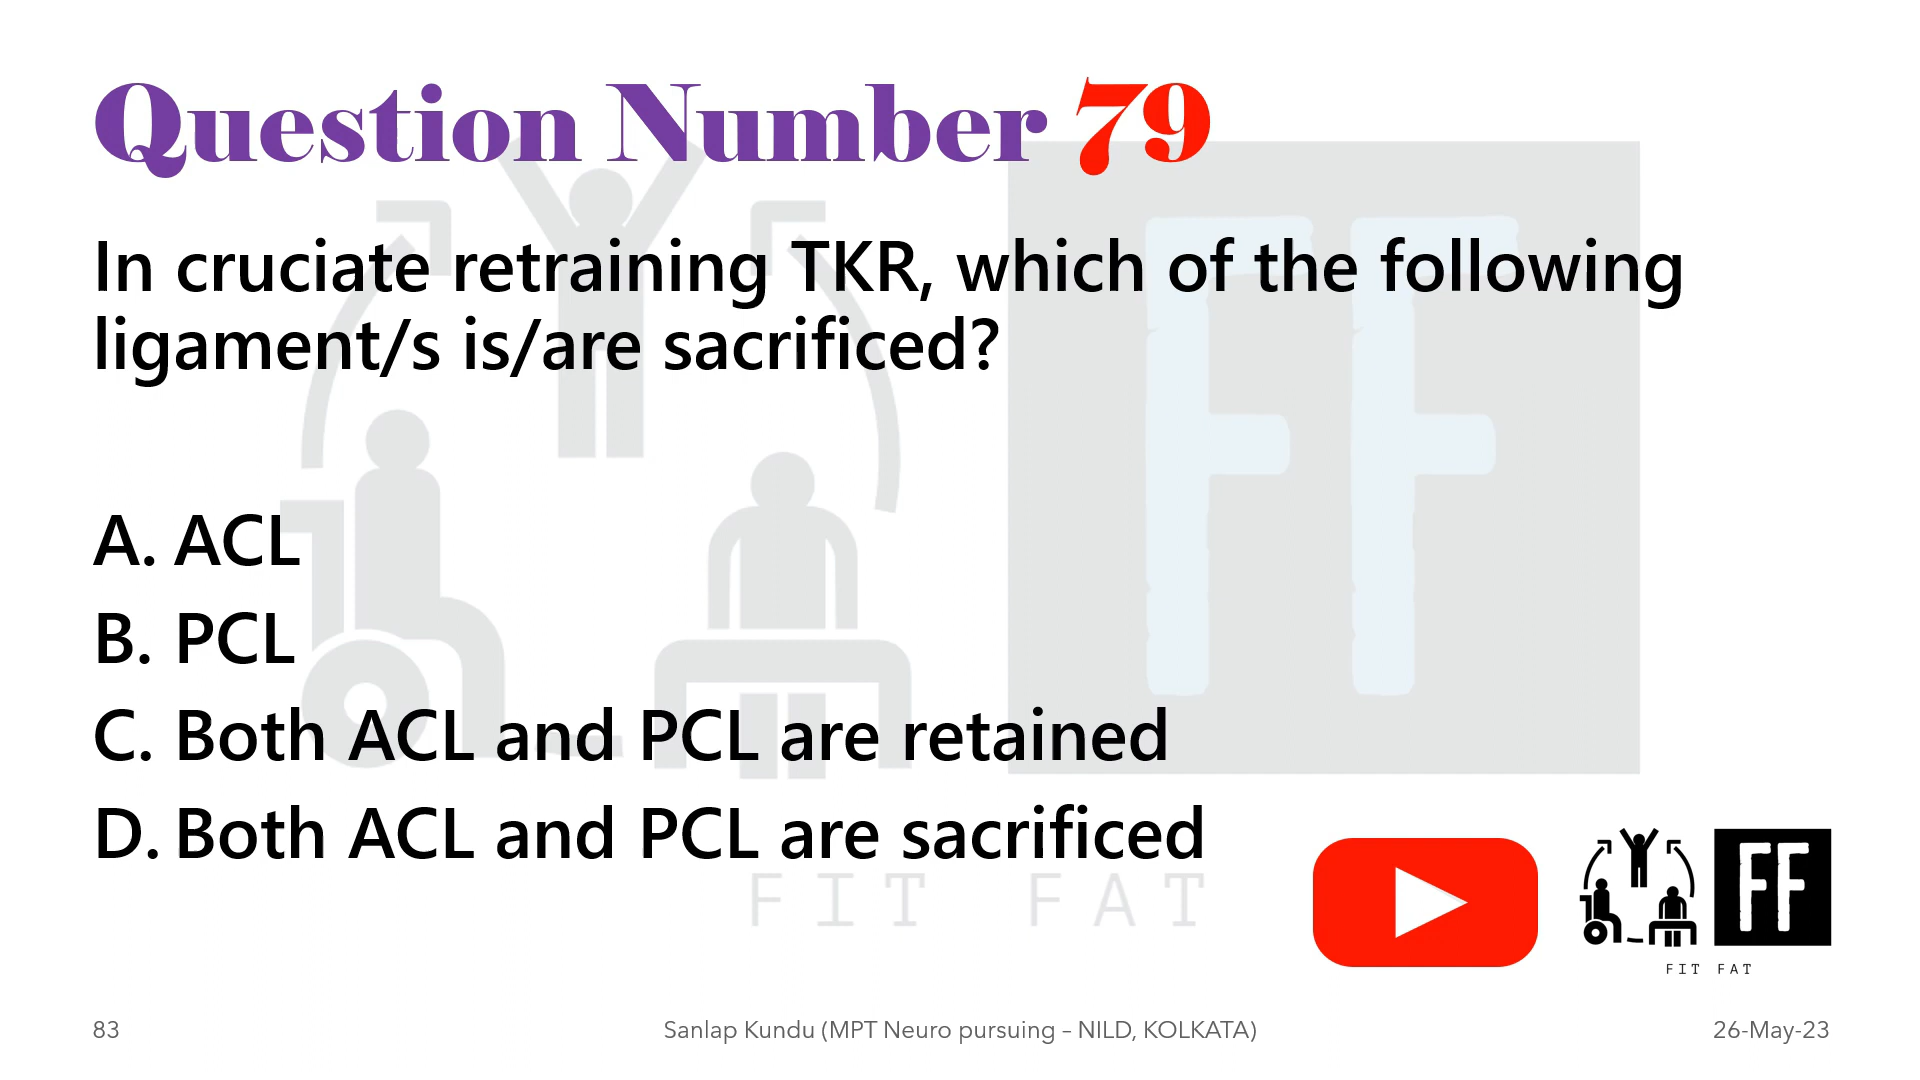 Question Number 79
In cruciate retraining TKR, which of the following
ligament/s is/are sacrificed?
A. ACL
B. PCL
C. Both ACL and PCL are retained
D. Both ACL and PCL are sacrificed
FF
FIT FAT
FF
FIT FAT
83
Sanlap Kundu (MPT Neuro pursuing – NILD, KOLKATA)
26-May-23